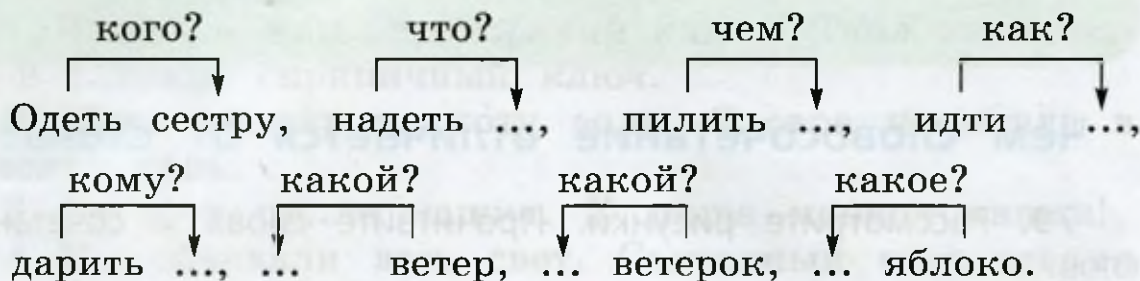 кого? что? чем? как?
Одеть сестру, надеть ..., пилить ..., идти ...,
кому? какой? какой? какое?
дарить ..., ... ветер, ... ветерок, ... яблоко.